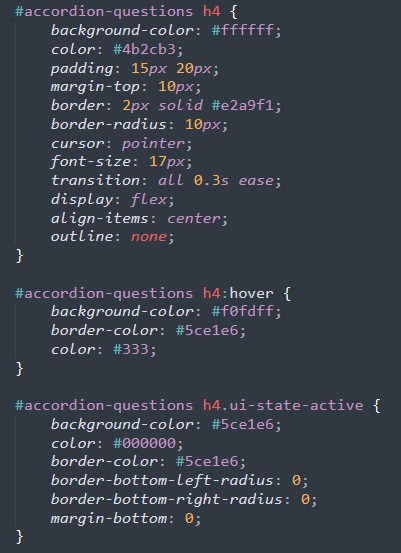 #accordion-questions h4 {
    background-color: #ffffff;
    color: #4b2cb3;
    padding: 15px 20px;
    margin-top: 10px;
    border: 2px solid #e2a9f1;
    border-radius: 10px;
    cursor: pointer;
    font-size: 17px;
    transition: all 0.3s ease;
    display: flex;
    align-items: center;
    outline: none;
}

#accordion-questions h4:hover {
    background-color: #f0fdff;
    border-color: #5ce1e6;
    color: #333;
}

#accordion-questions h4.ui-state-active {
    background-color: #5ce1e6;
    color: #000000;
    border-color: #5ce1e6;
    border-bottom-left-radius: 0;
    border-bottom-right-radius: 0;
    margin-bottom: 0;
}